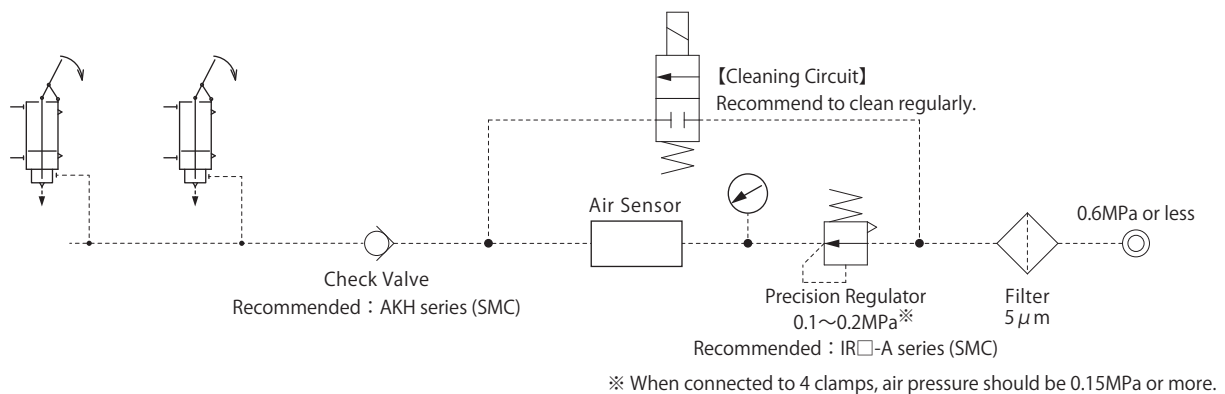 【Cleaning Circuit】
Recommend to clean regularly.
Air Sensor
0.6MPa or less
Check Valve
Recommended：AKH series (SMC)
Precision Regulator
0.1～0.2MPa※
Recommended：IR□-A series (SMC)
Filter
5μm
※ When connected to 4 clamps, air pressure should be 0.15MPa or more.